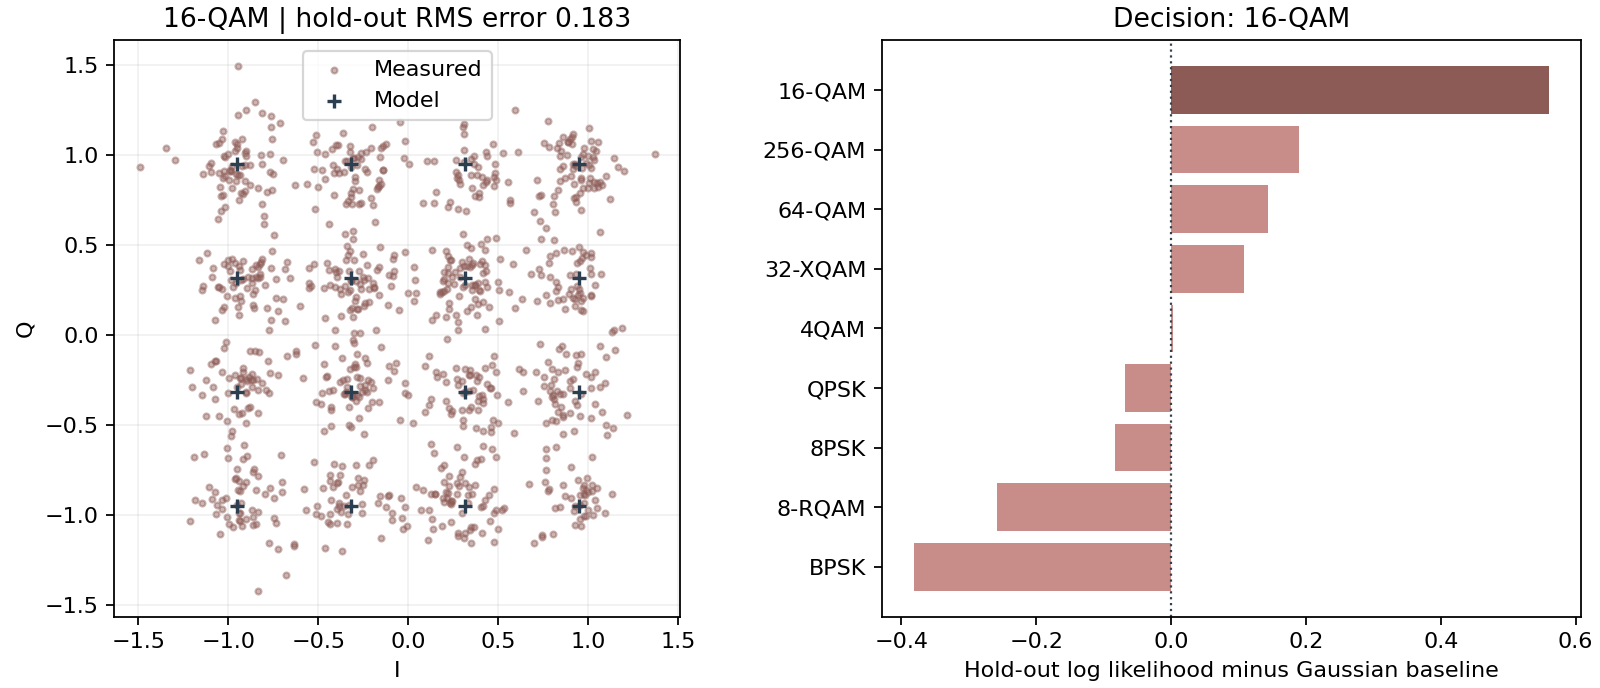 16-QAM | hold-out RMS error 0.183
Measured
Model
1.5
1.0
0.5
0.0
−0.5
−1.0
−1.5
Q
−1.5
−1.0
−0.5
0.0
0.5
1.0
1.5
I
Decision: 16-QAM
16-QAM
256-QAM
64-QAM
32-XQAM
4QAM
QPSK
8PSK
8-RQAM
BPSK
−0.4
−0.2
0.0
0.2
0.4
0.6
Hold-out log likelihood minus Gaussian baseline